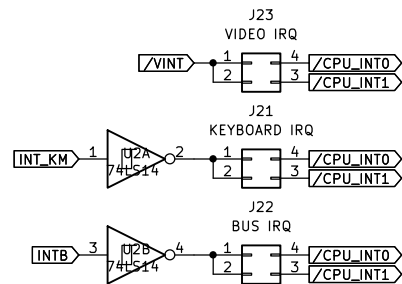 J23
VIDEO IRQ
/VINT 1 4 /CPU_INT0
2 3 /CPU_INT1
J21
KEYBOARD IRQ
INT_KM 1 U2A 2 1 4 /CPU_INT0
74LS14 2 3 /CPU_INT1
J22
BUS IRQ
INTB 3 U2B 4 1 4 /CPU_INT0
74LS14 2 3 /CPU_INT1